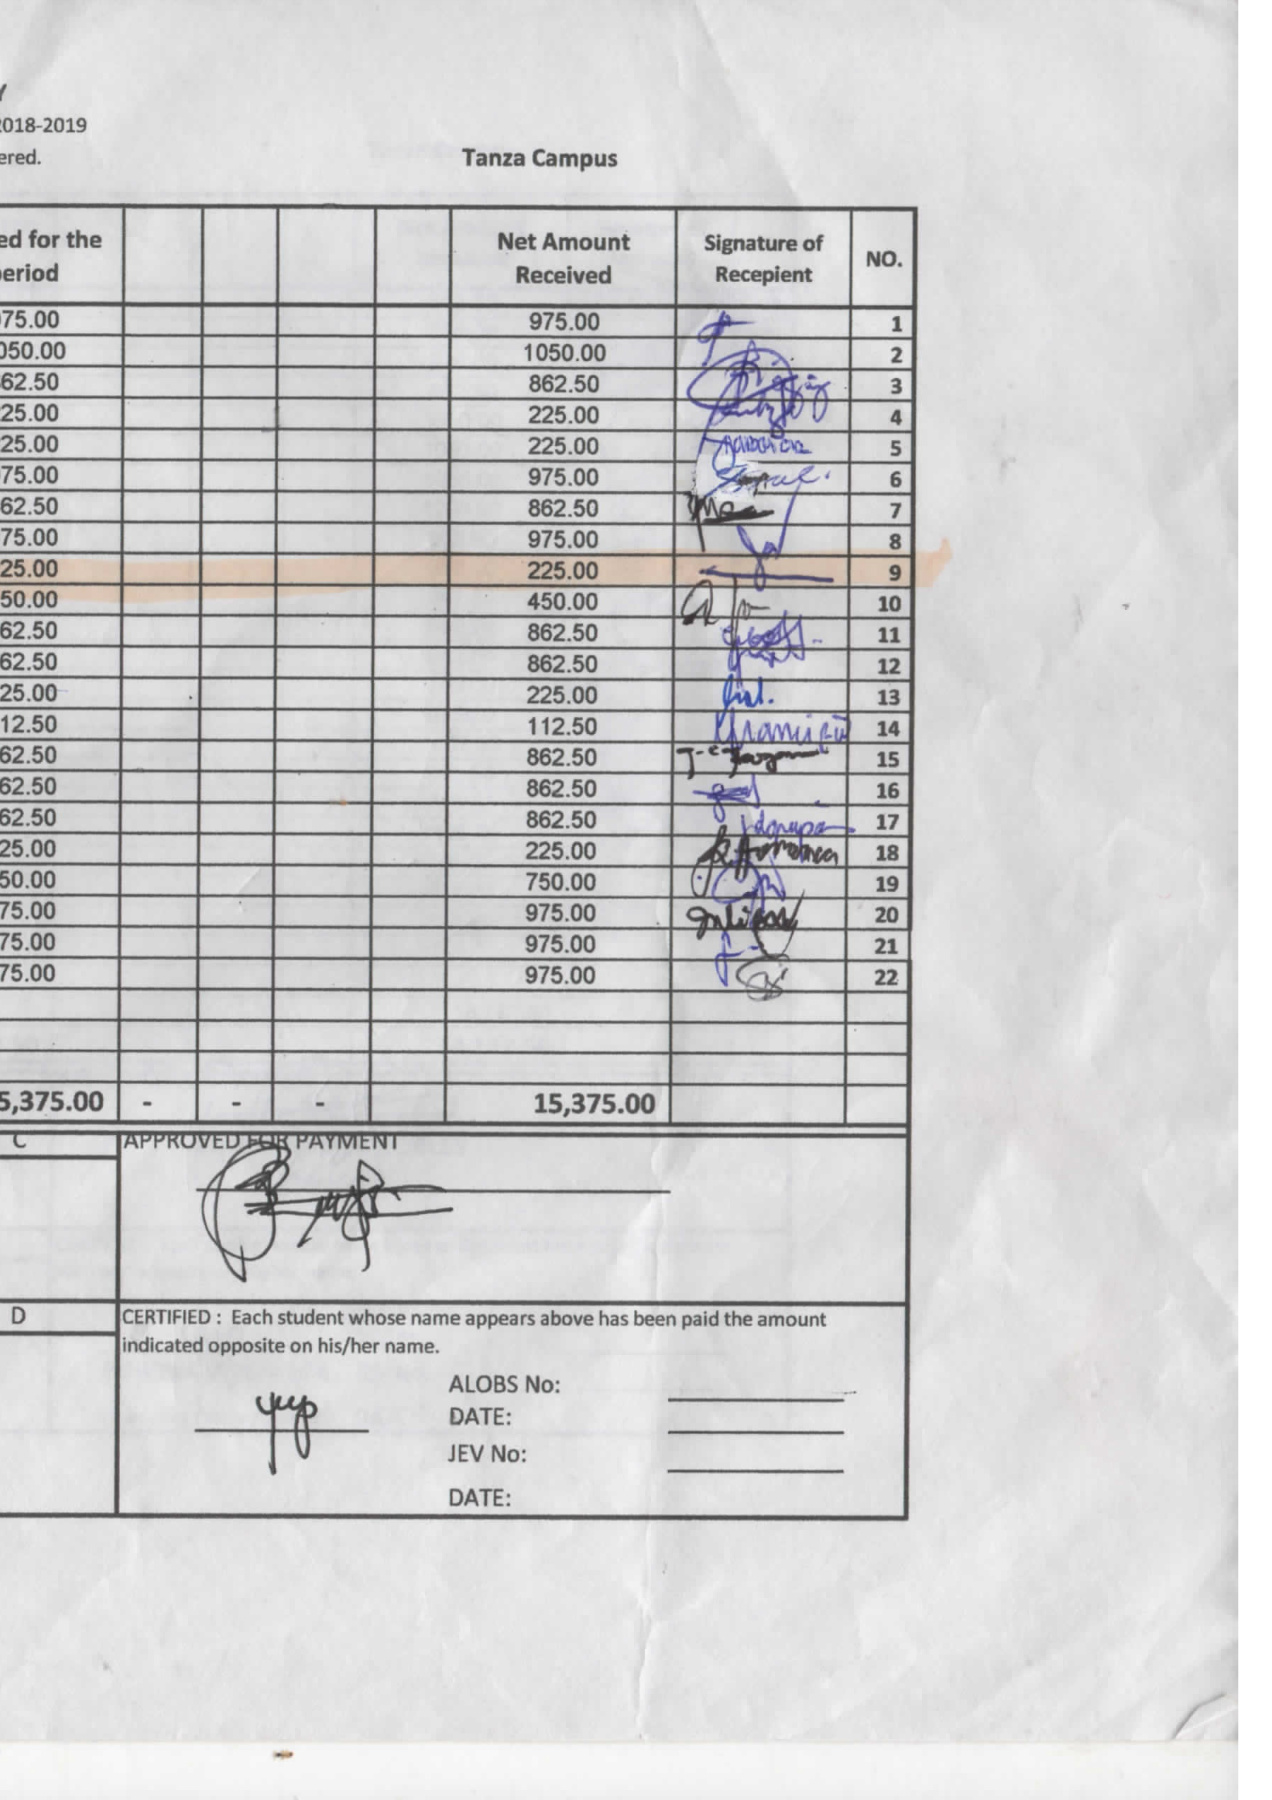 Y
2018-2019
ered.
Tanza Campus
ed for the Net Amount Signature of NO.
period Received Recepient
75.00 975.00 1
050.00 1050.00 2
62.50 862.50 3
25.00 225.00 4
25.00 225.00 5
75.00 975.00 6
62.50 862.50 7
75.00 975.00 8
25.00 225.00 9
50.00 450.00 10
62.50 862.50 11
62.50 862.50 12
25.00 225.00 13
12.50 112.50 14
62.50 862.50 15
62.50 862.50 16
62.50 862.50 17
25.00 225.00 18
50.00 750.00 19
75.00 975.00 20
75.00 975.00 21
75.00 975.00 22
5,375.00 - - - 15,375.00
C APPROVED FOR PAYMENT
D CERTIFIED : Each student whose name appears above has been paid the amount
indicated opposite on his/her name.
ALOBS No:
DATE:
JEV No:
DATE: